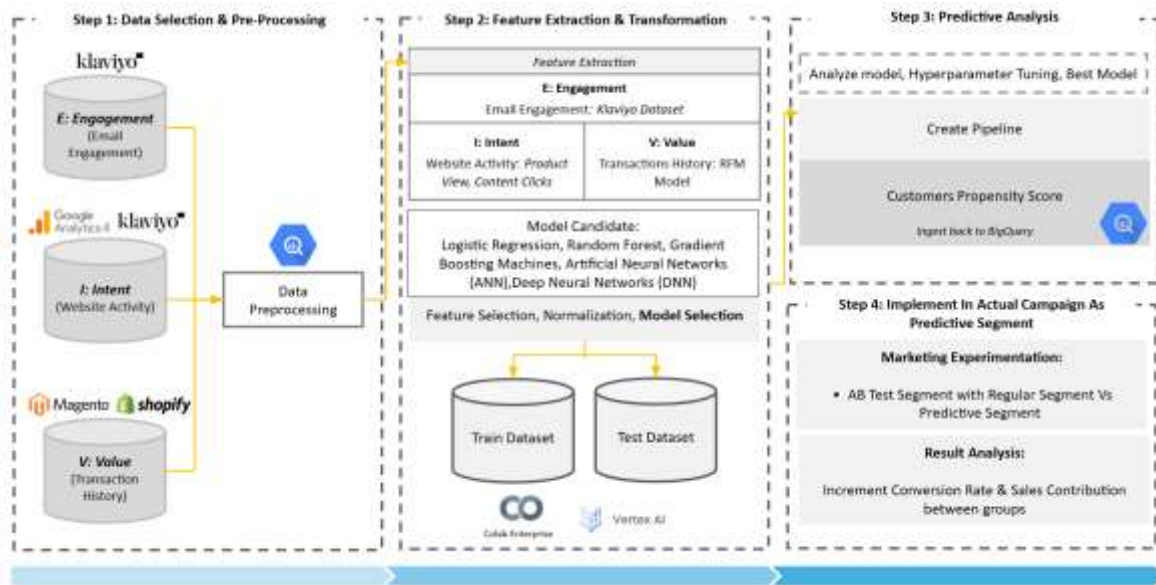 Step 1: Data Selection & Pre-Processing
klaviyo
E: Engagement
(Email
Engagement)
Google
Analytics 4
klaviyo
I: Intent
(Website Activity)
Data
Preprocessing
Magento
shopify
V: Value
(Transaction
History)
Step 2: Feature Extraction & Transformation
Feature Extraction
E: Engagement
Email Engagement: Klaviyo Dataset
I: Intent
Website Activity: Product
View, Content Clicks
V: Value
Transactions History: RFM
Model
Model Candidate:
Logistic Regression, Random Forest, Gradient
Boosting Machines, Artificial Neural Networks
(ANN),Deep Neural Networks (DNN)
Feature Selection, Normalization, Model Selection
Train Dataset
Test Dataset
CO
Colab Enterprise
Vertex AI
Step 3: Predictive Analysis
Analyze model, Hyperparameter Tuning, Best Model
Create Pipeline
Customers Propensity Score
Ingest back to BigQuery
Step 4: Implement In Actual Campaign As
Predictive Segment
Marketing Experimentation:
• AB Test Segment with Regular Segment Vs
Predictive Segment
Result Analysis:
Increment Conversion Rate & Sales Contribution
between groups